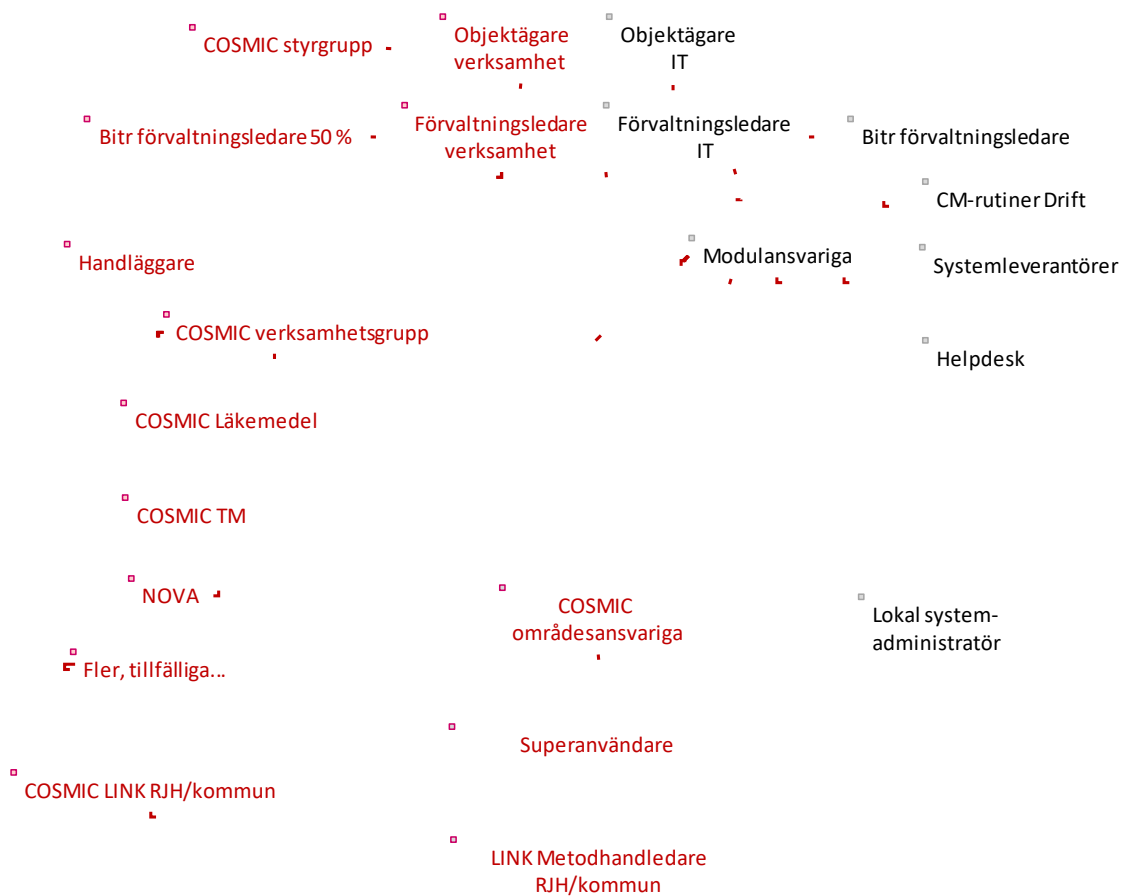 COSMIC styrgrupp
Objektägare
verksamhet
Objektägare
IT
Bitr förvaltningsledare 50 %
Förvaltningsledare
verksamhet
Förvaltningsledare
IT
Bitr förvaltningsledare
CM-rutiner Drift
Handläggare
Modulansvariga
Systemleverantörer
COSMIC verksamhetsgrupp
Helpdesk
COSMIC Läkemedel
COSMIC TM
NOVA
COSMIC
områdesansvariga
Lokal system-
administratör
Fler, tillfälliga...
Superanvändare
COSMIC LINK RJH/kommun
LINK Metodhandledare
RJH/kommun